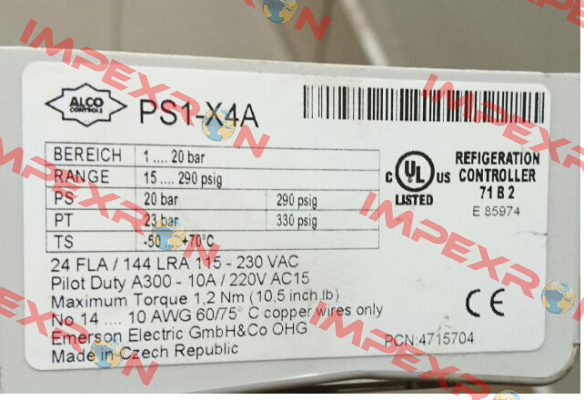 ALCO
CONTROLS
PS1-X4A
BEREICH 1 .... 20 bar
RANGE 15 .... 290 psig
PS 20 bar 290 psig
PT 23 bar 330 psig
TS -50 +70°C
C UL US
LISTED
REFIGERATION
CONTROLLER
71 B 2
E 85974
24 FLA / 144 LRA 115 - 230 VAC
Pilot Duty A300 - 10A / 220V AC15
Maximum Torque 1,2 Nm (10,5 inch.lb)
No 14 .... 10 AWG 60/75° C copper wires only
Emerson Electric GmbH&Co OHG
Made in Czech Republic
CE
PCN:4715704
IMPEXRON
IMPEXRON
IMPEXRON
IMPEXRON
IMPEXRON